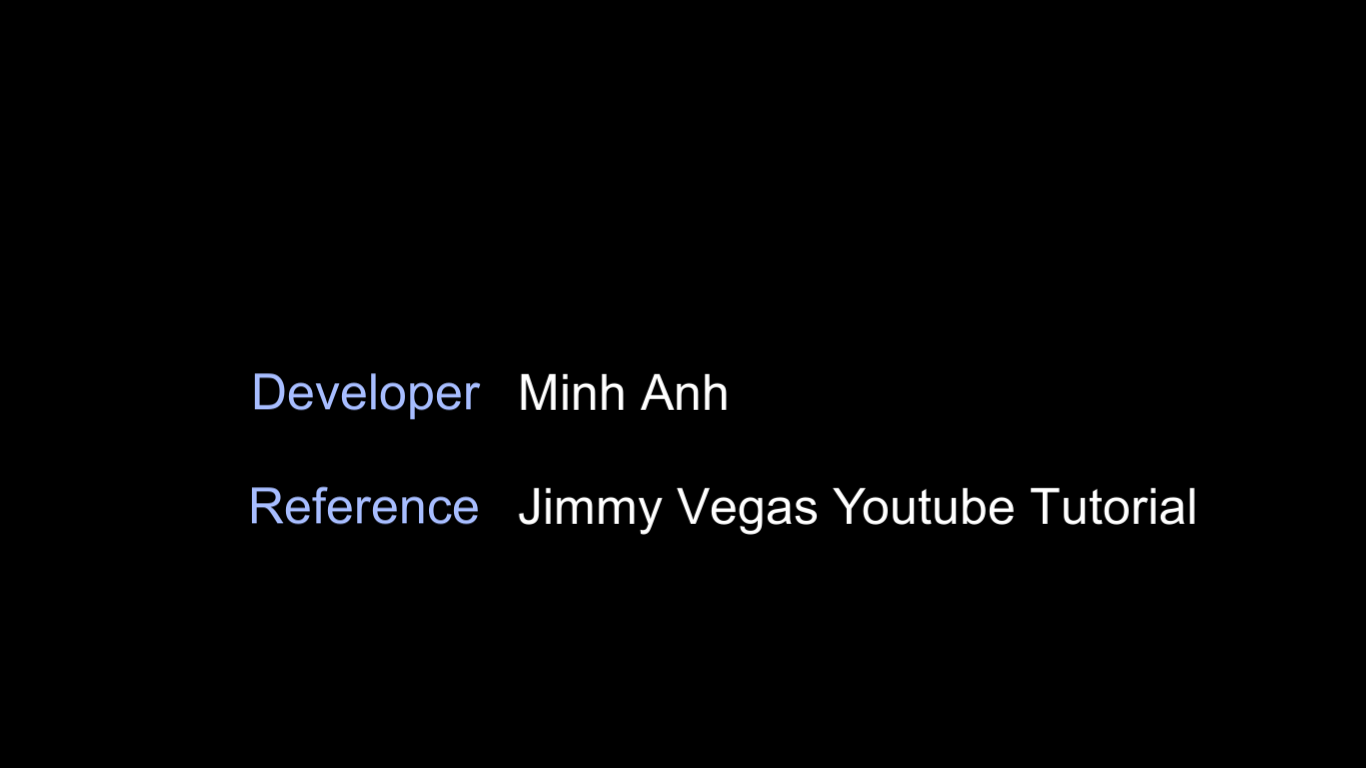 Developer Minh Anh
Reference Jimmy Vegas Youtube Tutorial